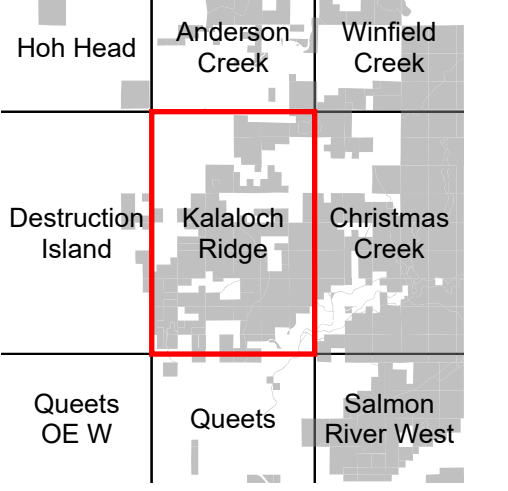 Hoh Head
Anderson
Creek
Winfield
Creek
Destruction
Island
Kalaloch
Ridge
Christmas
Creek
Queets
OE W
Queets
Salmon
River West